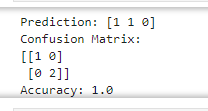 Prediction: [1 1 0]
Confusion Matrix:
[[1 0]
 [0 2]]
Accuracy: 1.0